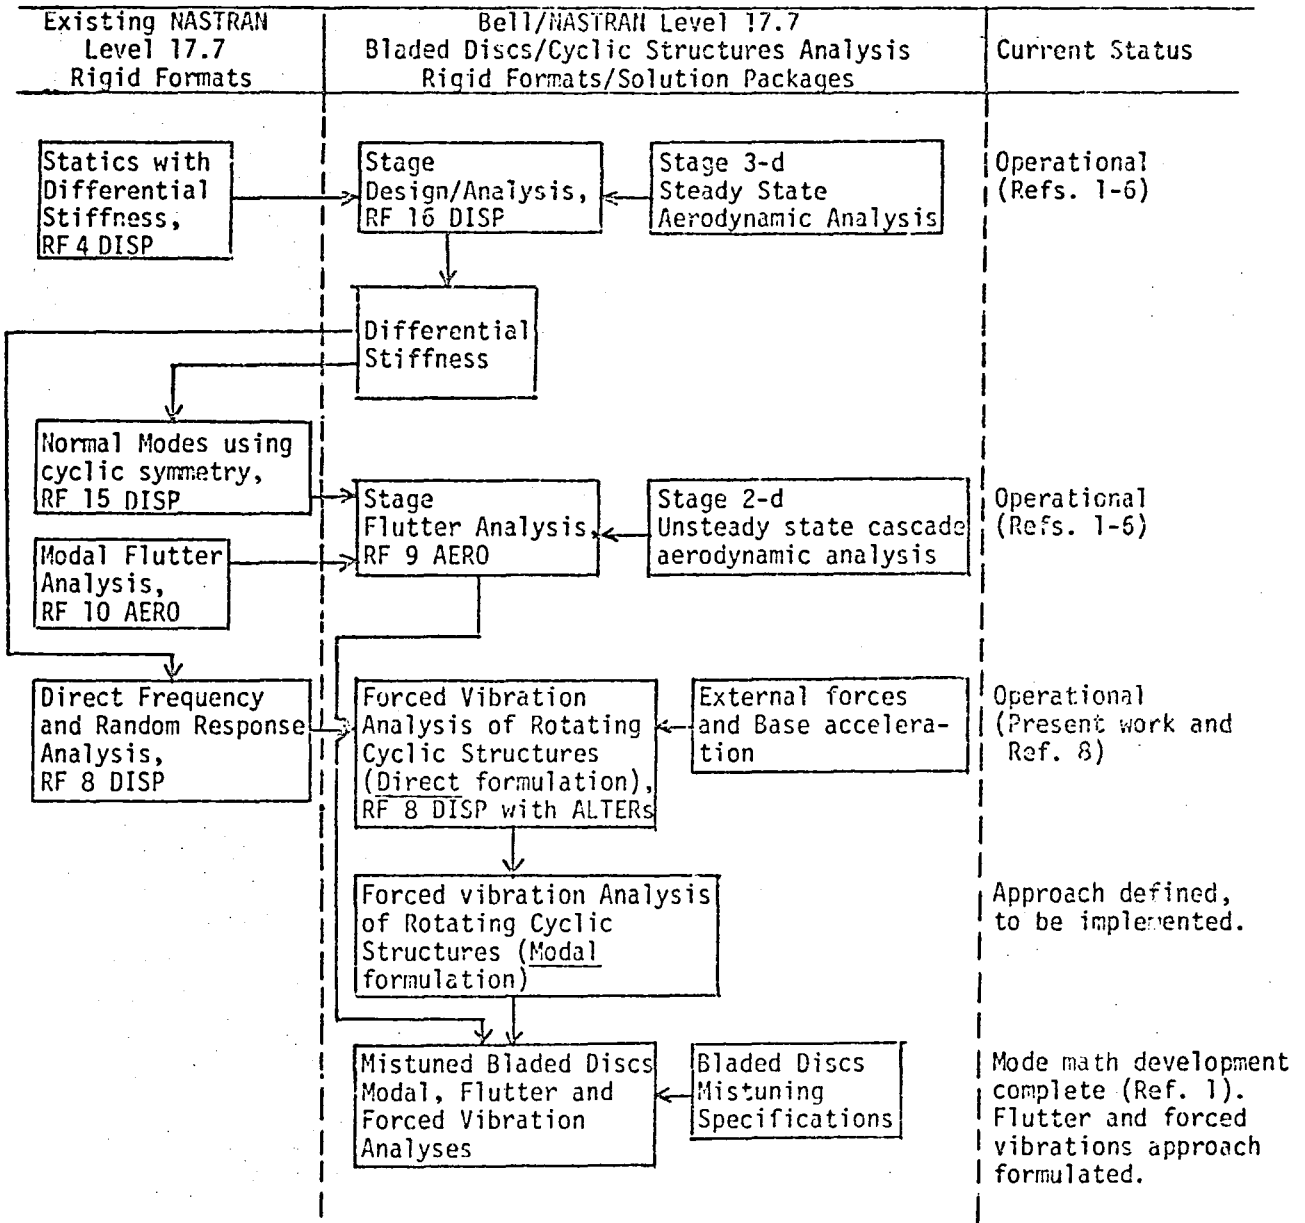 Existing NASTRAN
Level 17.7
Rigid Formats
Bell/NASTRAN Level 17.7
Bladed Discs/Cyclic Structures Analysis
Rigid Formats/Solution Packages
Current Status
Statics with
Differential
Stiffness,
RF 4 DISP
Stage
Design/Analysis,
RF 16 DISP
Stage 3-d
Steady State
Aerodynamic Analysis
Operational
(Refs. 1-6)
Differential
Stiffness
Normal Modes using
cyclic symmetry,
RF 15 DISP
Modal Flutter
Analysis,
RF 10 AERO
Stage
Flutter Analysis,
RF 9 AERO
Stage 2-d
Unsteady state cascade
aerodynamic analysis
Operational
(Refs. 1-6)
Direct Frequency
and Random Response
Analysis,
RF 8 DISP
Forced Vibration
Analysis of Rotating
Cyclic Structures
(Direct formulation),
RF 8 DISP with ALTERs
External forces
and Base accelera-
tion
Operational
(Present work and
Ref. 8)
Forced vibration Analysis
of Rotating Cyclic
Structures (Modal
formulation)
Approach defined,
to be implemented.
Mistuned Bladed Discs
Modal, Flutter and
Forced Vibration
Analyses
Bladed Discs
Mistuning
Specifications
Mode math development
complete (Ref. 1).
Flutter and forced
vibrations approach
formulated.